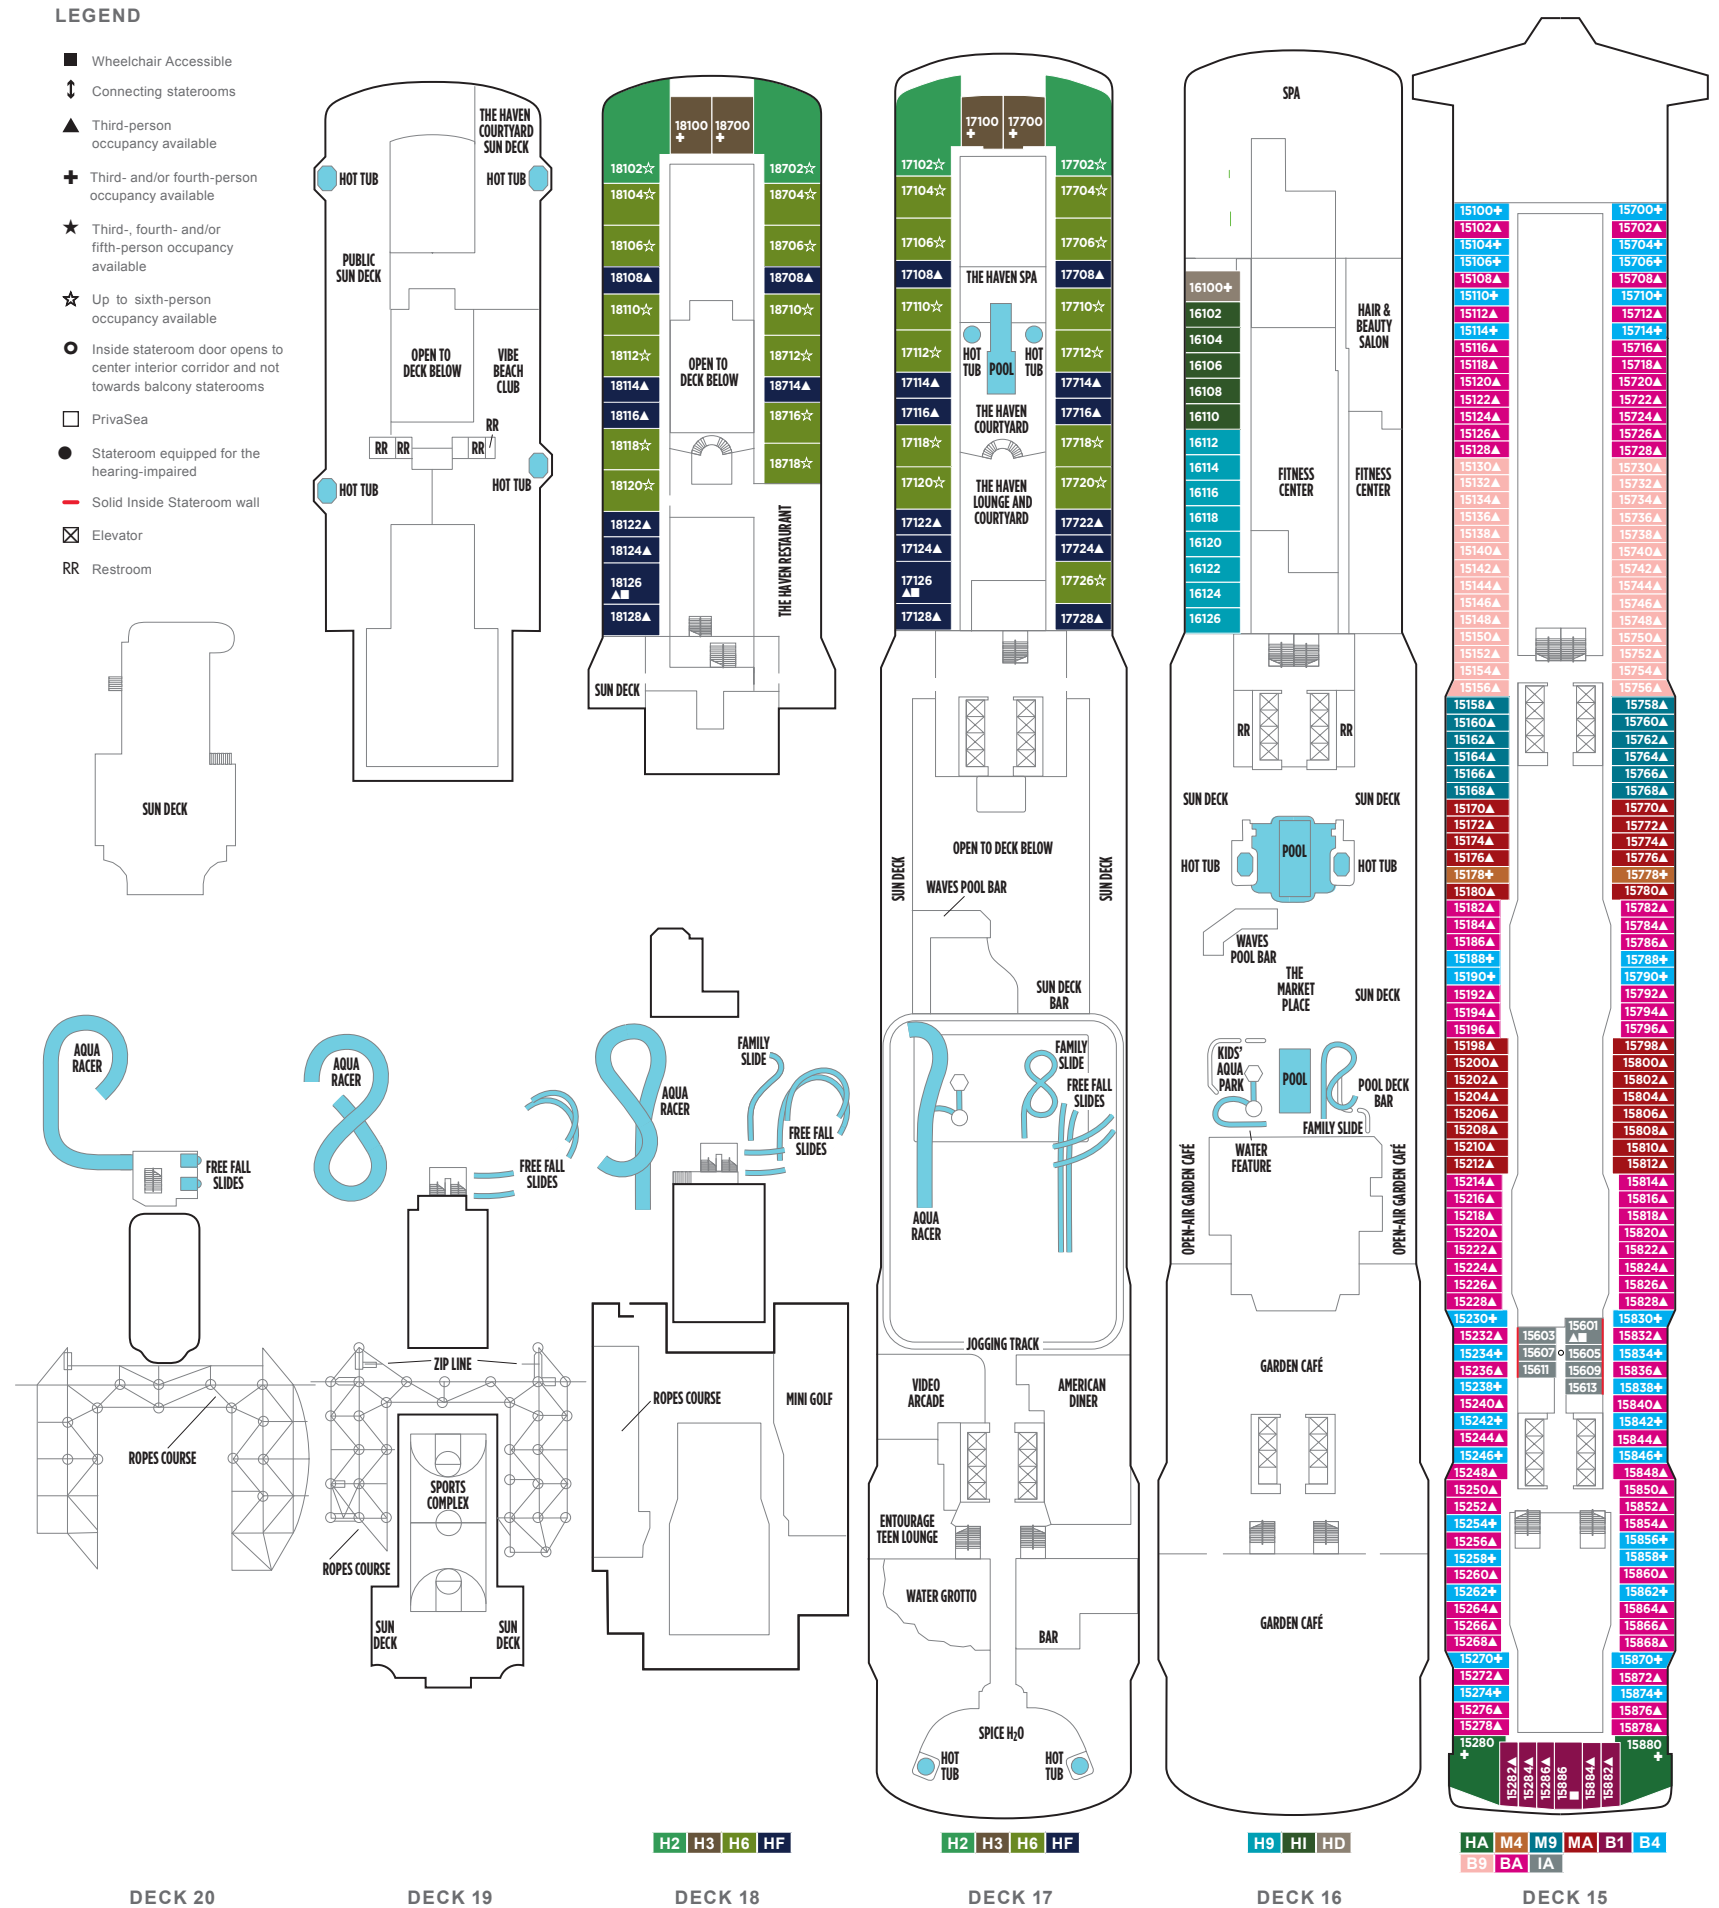 LEGEND
Wheelchair Accessible
Connecting staterooms
Third-person
occupancy available
Third- and/or fourth-person
occupancy available
Third-, fourth- and/or
fifth-person occupancy
available
Up to sixth-person
occupancy available
Inside stateroom door opens to
center interior corridor and not
towards balcony staterooms
PrivaSea
Stateroom equipped for the
hearing-impaired
Solid Inside Stateroom wall
Elevator
RR Restroom
SUN DECK
AQUA
RACER
FREE FALL
SLIDES
ROPES COURSE
DECK 20
THE HAVEN
COURTYARD
SUN DECK
HOT TUB
HOT TUB
PUBLIC
SUN DECK
OPEN TO
DECK BELOW
VIBE
BEACH
CLUB
RR
RR RR
RR
HOT TUB
HOT TUB
AQUA
RACER
FREE FALL
SLIDES
ZIP LINE
SPORTS
COMPLEX
ROPES COURSE
SUN
DECK
SUN
DECK
DECK 19
18100 18700
18102 18702
18104 18704
18106 18706
18108 18708
18110 18710
18112 18712
18114 18714
18116 18716
18118 18718
18120
18122
18124
18126
18128
OPEN TO
DECK BELOW
THE HAVEN RESTAURANT
SUN DECK
FAMILY
SLIDE
AQUA
RACER
FREE FALL
SLIDES
ROPES COURSE
MINI GOLF
H2 H3 H6 HF
DECK 18
17100 17700
17102 17702
17104 17704
17106 17706
17108 17708
17110 17710
17112 17712
17114 17714
17116 17716
17118 17718
17120 17720
17122 17722
17124 17724
17126 17726
17128 17728
THE HAVEN SPA
HOT
TUB
POOL
HOT
TUB
THE HAVEN
COURTYARD
THE HAVEN
LOUNGE AND
COURTYARD
OPEN TO DECK BELOW
SUN DECK
SUN DECK
WAVES POOL BAR
SUN DECK
BAR
FAMILY
SLIDE
FREE FALL
SLIDES
AQUA
RACER
JOGGING TRACK
VIDEO
ARCADE
AMERICAN
DINER
ENTOURAGE
TEEN LOUNGE
WATER GROTTO
BAR
SPICE H2O
HOT
TUB
HOT
TUB
H2 H3 H6 HF
DECK 17
SPA
16100
16102
16104
16106
16108
16110
16112
16114
16116
16118
16120
16122
16124
16126
HAIR &
BEAUTY
SALON
FITNESS
CENTER
FITNESS
CENTER
RR RR
SUN DECK SUN DECK
POOL
HOT TUB HOT TUB
WAVES
POOL BAR
THE
MARKET
PLACE
SUN DECK
KIDS'
AQUA
PARK
POOL
POOL DECK
BAR
FAMILY SLIDE
WATER
FEATURE
OPEN-AIR GARDEN CAFÉ
OPEN-AIR GARDEN CAFÉ
GARDEN CAFÉ
GARDEN CAFÉ
H9 HI HD
DECK 16
15100 15700
15102 15702
15104 15704
15106 15706
15108 15708
15110 15710
15112 15712
15114 15714
15116 15716
15118 15718
15120 15720
15122 15722
15124 15724
15126 15726
15128 15728
15130 15730
15132 15732
15134 15734
15136 15736
15138 15738
15140 15740
15142 15742
15144 15744
15146 15746
15148 15748
15150 15750
15152 15752
15154 15754
15156 15756
15158 15758
15160 15760
15162 15762
15164 15764
15166 15766
15168 15768
15170 15770
15172 15772
15174 15774
15176 15776
15178 15778
15180 15780
15182 15782
15184 15784
15186 15786
15188 15788
15190 15790
15192 15792
15194 15794
15196 15796
15198 15798
15200 15800
15202 15802
15204 15804
15206 15806
15208 15808
15210 15810
15212 15812
15214 15814
15216 15816
15218 15818
15220 15820
15222 15822
15224 15824
15226 15826
15228 15828
15230 15601 15830
15232 15603 15832
15234 15607 15605 15834
15236 15611 15609 15836
15238 15613 15838
15240 15840
15242 15842
15244 15844
15246 15846
15248 15848
15250 15850
15252 15852
15254 15854
15256 15856
15258 15858
15260 15860
15262 15862
15264 15864
15266 15866
15268 15868
15270 15870
15272 15872
15274 15874
15276 15876
15278 15878
15280 15880
15282 15284 15286 15886 15884 15882
HA M4 M9 MA B1 B4
B9 BA IA
DECK 15